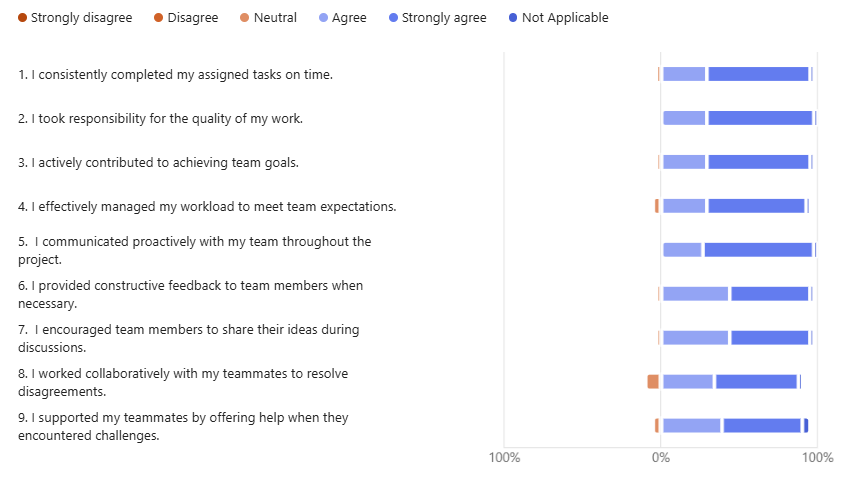 Strongly disagree Disagree Neutral Agree Strongly agree Not Applicable
1. I consistently completed my assigned tasks on time.
2. I took responsibility for the quality of my work.
3. I actively contributed to achieving team goals.
4. I effectively managed my workload to meet team expectations.
5.  I communicated proactively with my team throughout the
project.
6. I provided constructive feedback to team members when
necessary.
7.  I encouraged team members to share their ideas during
discussions.
8. I worked collaboratively with my teammates to resolve
disagreements.
9. I supported my teammates by offering help when they
encountered challenges.
100% 0% 100%